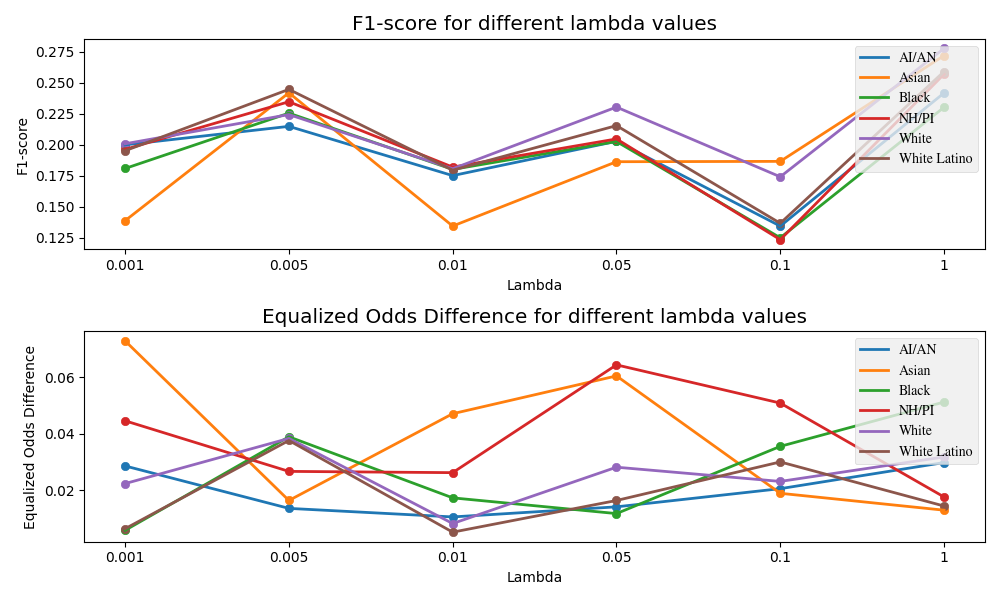 F1-score for different lambda values
0.275
0.250
0.225
0.200
0.175
0.150
0.125
F1-score
AI/AN
Asian
Black
NH/PI
White
White Latino
0.001 0.005 0.01 0.05 0.1 1
Lambda
Equalized Odds Difference for different lambda values
0.06
0.04
0.02
Equalized Odds Difference
AI/AN
Asian
Black
NH/PI
White
White Latino
0.001 0.005 0.01 0.05 0.1 1
Lambda